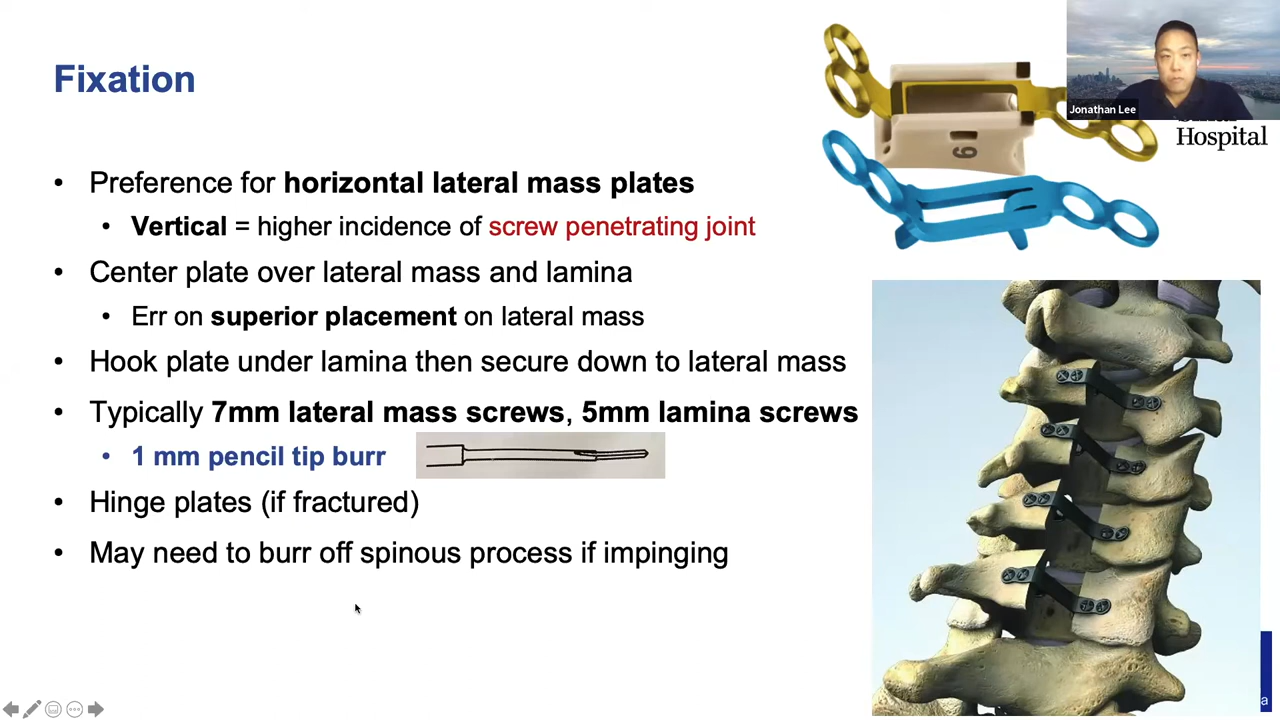 Fixation
Jonathan Lee
Hospital
6
• Preference for horizontal lateral mass plates
• Vertical = higher incidence of screw penetrating joint
• Center plate over lateral mass and lamina
• Err on superior placement on lateral mass
• Hook plate under lamina then secure down to lateral mass
• Typically 7mm lateral mass screws, 5mm lamina screws
• 1 mm pencil tip burr
• Hinge plates (if fractured)
• May need to burr off spinous process if impinging
a